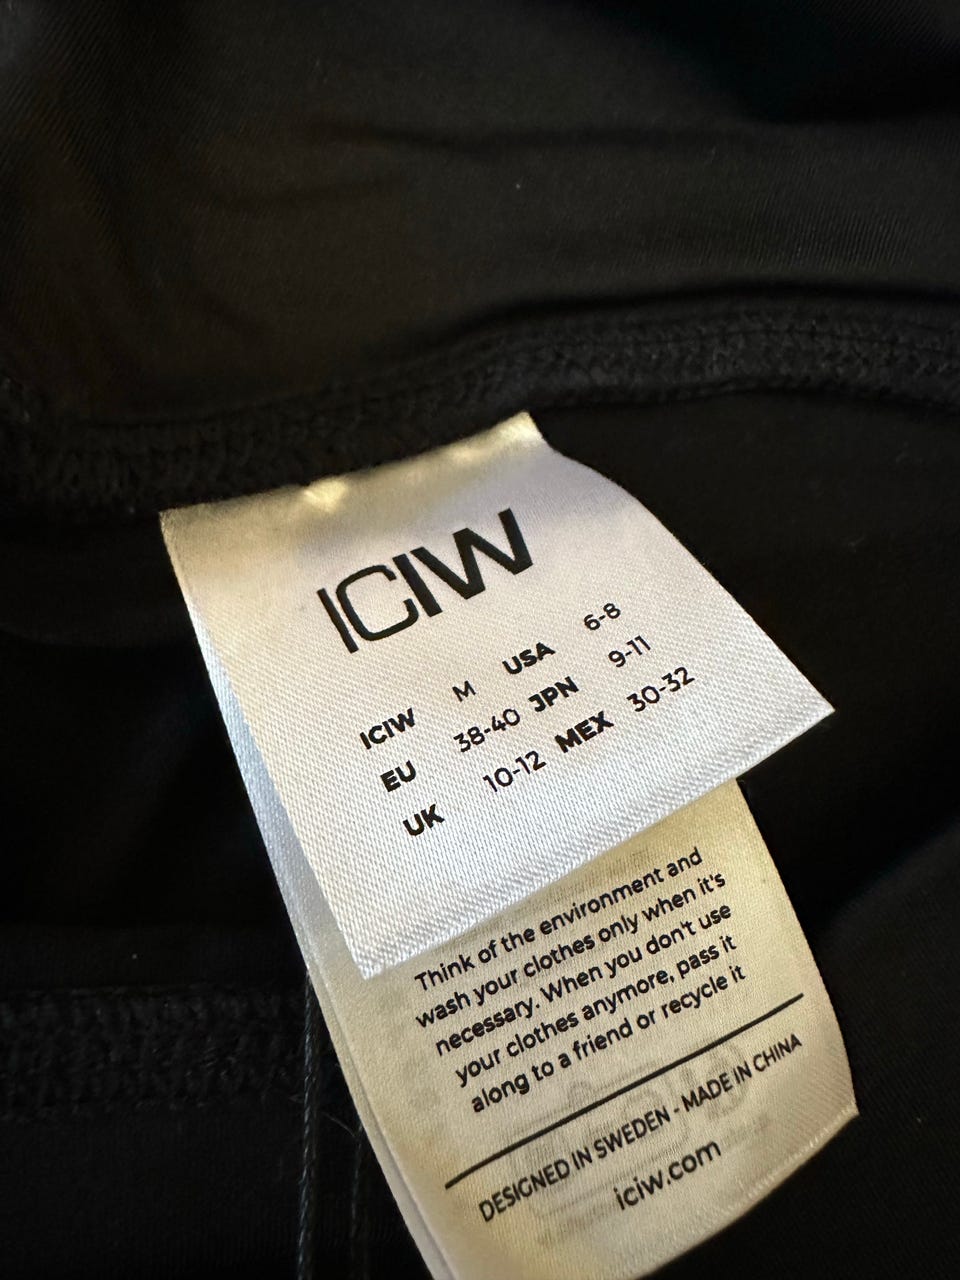 ICIW
ICIW M USA 6-8
EU 38-40 JPN 9-11
UK 10-12 MEX 30-32
Think of the environment and
wash your clothes only when it's
necessary. When you don't use
your clothes anymore, pass it
along to a friend or recycle it
DESIGNED IN SWEDEN - MADE IN CHINA
iciw.com